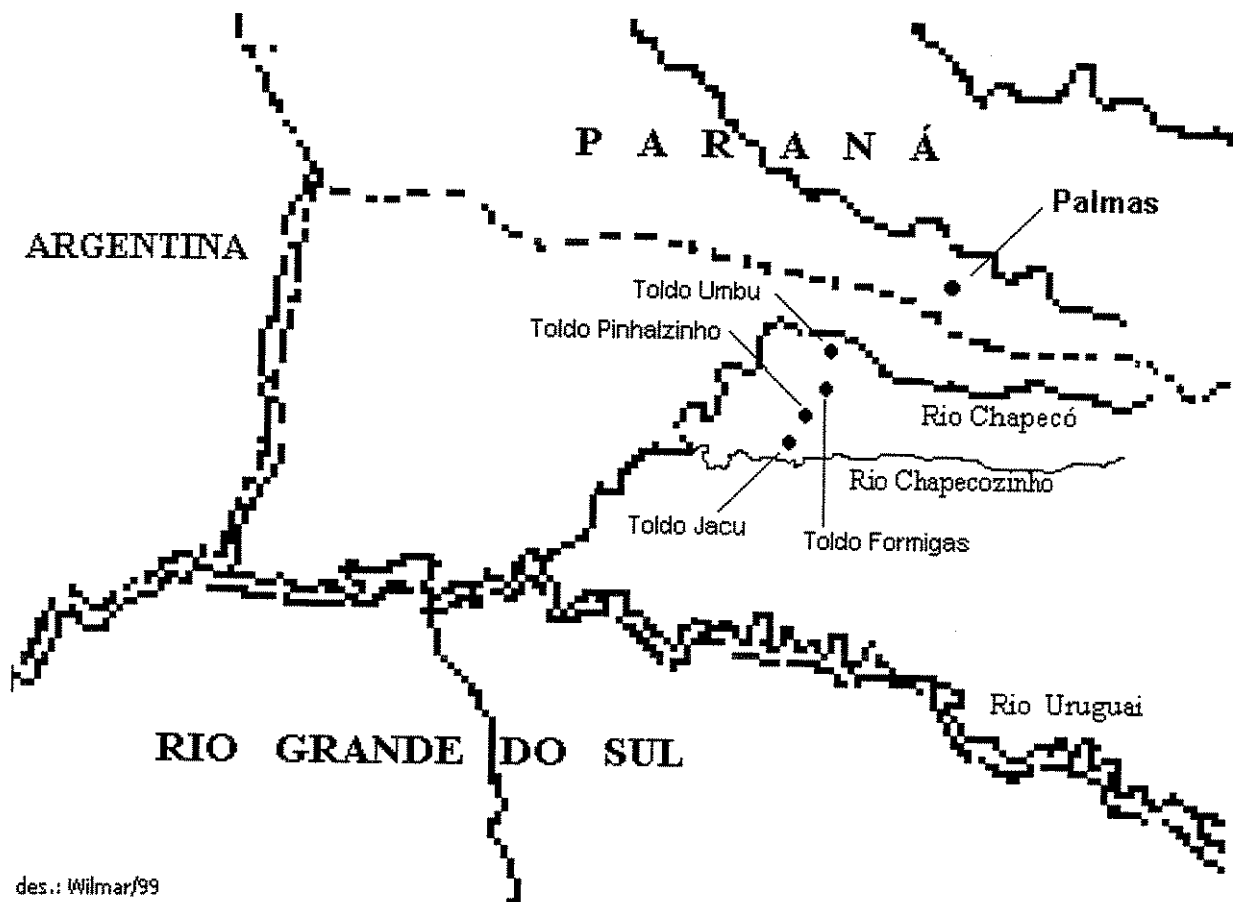 P A R A N Á
Palmas
ARGENTINA
Toldo Umbu
Toldo Pinhalzinho
Rio Chapecó
Rio Chapecozinho
Toldo Jacu
Toldo Formigas
Rio Uruguai
RIO GRANDE DO SUL
des.: Wilmar/99